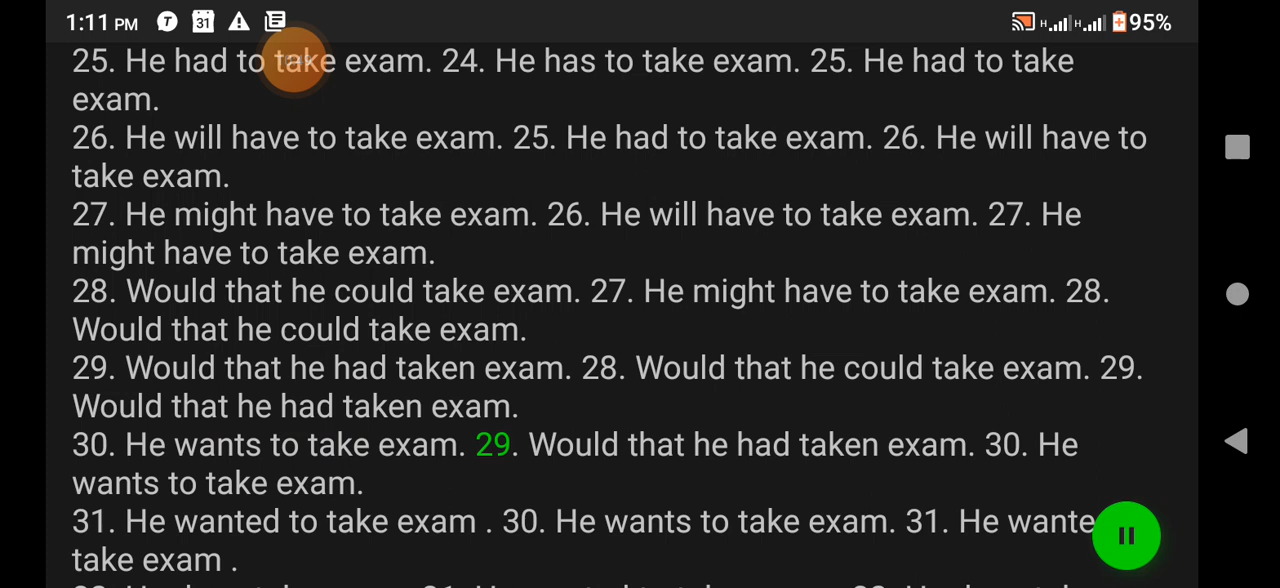 1:11 PM T 31 H H 95%
25. He had to take exam. 24. He has to take exam. 25. He had to take
exam.
26. He will have to take exam. 25. He had to take exam. 26. He will have to
take exam.
27. He might have to take exam. 26. He will have to take exam. 27. He
might have to take exam.
28. Would that he could take exam. 27. He might have to take exam. 28.
Would that he could take exam.
29. Would that he had taken exam. 28. Would that he could take exam. 29.
Would that he had taken exam.
30. He wants to take exam. 29. Would that he had taken exam. 30. He
wants to take exam.
31. He wanted to take exam . 30. He wants to take exam. 31. He wante
take exam .